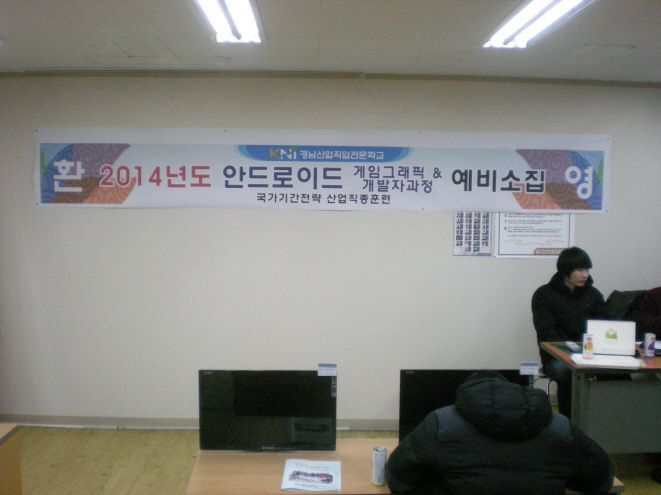 KNI 경남산업직업전문학교
환 2014년도 안드로이드 게임그래픽 & 개발자과정 예비소집 영
국가기간전략 산업직종훈련